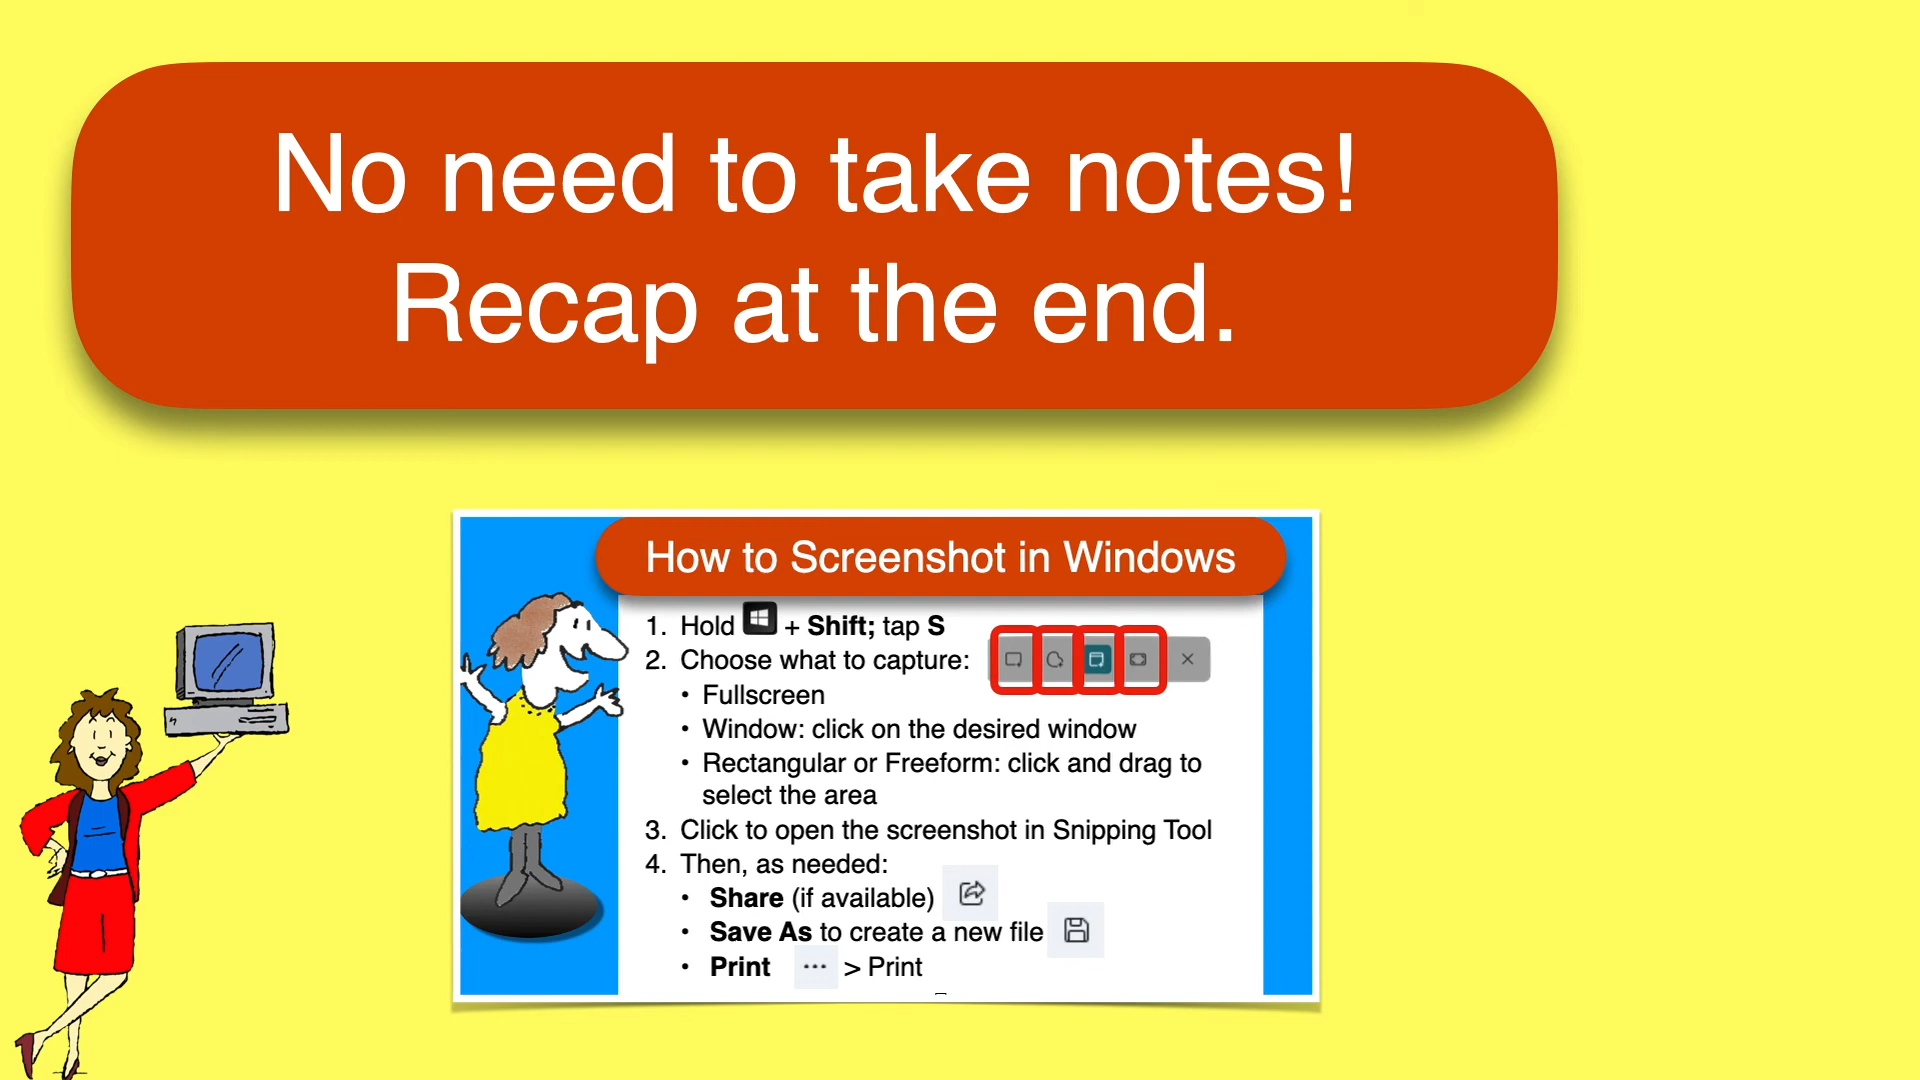 No need to take notes!
Recap at the end.
How to Screenshot in Windows
1. Hold + Shift; tap S
2. Choose what to capture:
• Fullscreen
• Window: click on the desired window
• Rectangular or Freeform: click and drag to
select the area
3. Click to open the screenshot in Snipping Tool
4. Then, as needed:
• Share (if available)
• Save As to create a new file
• Print ··· > Print